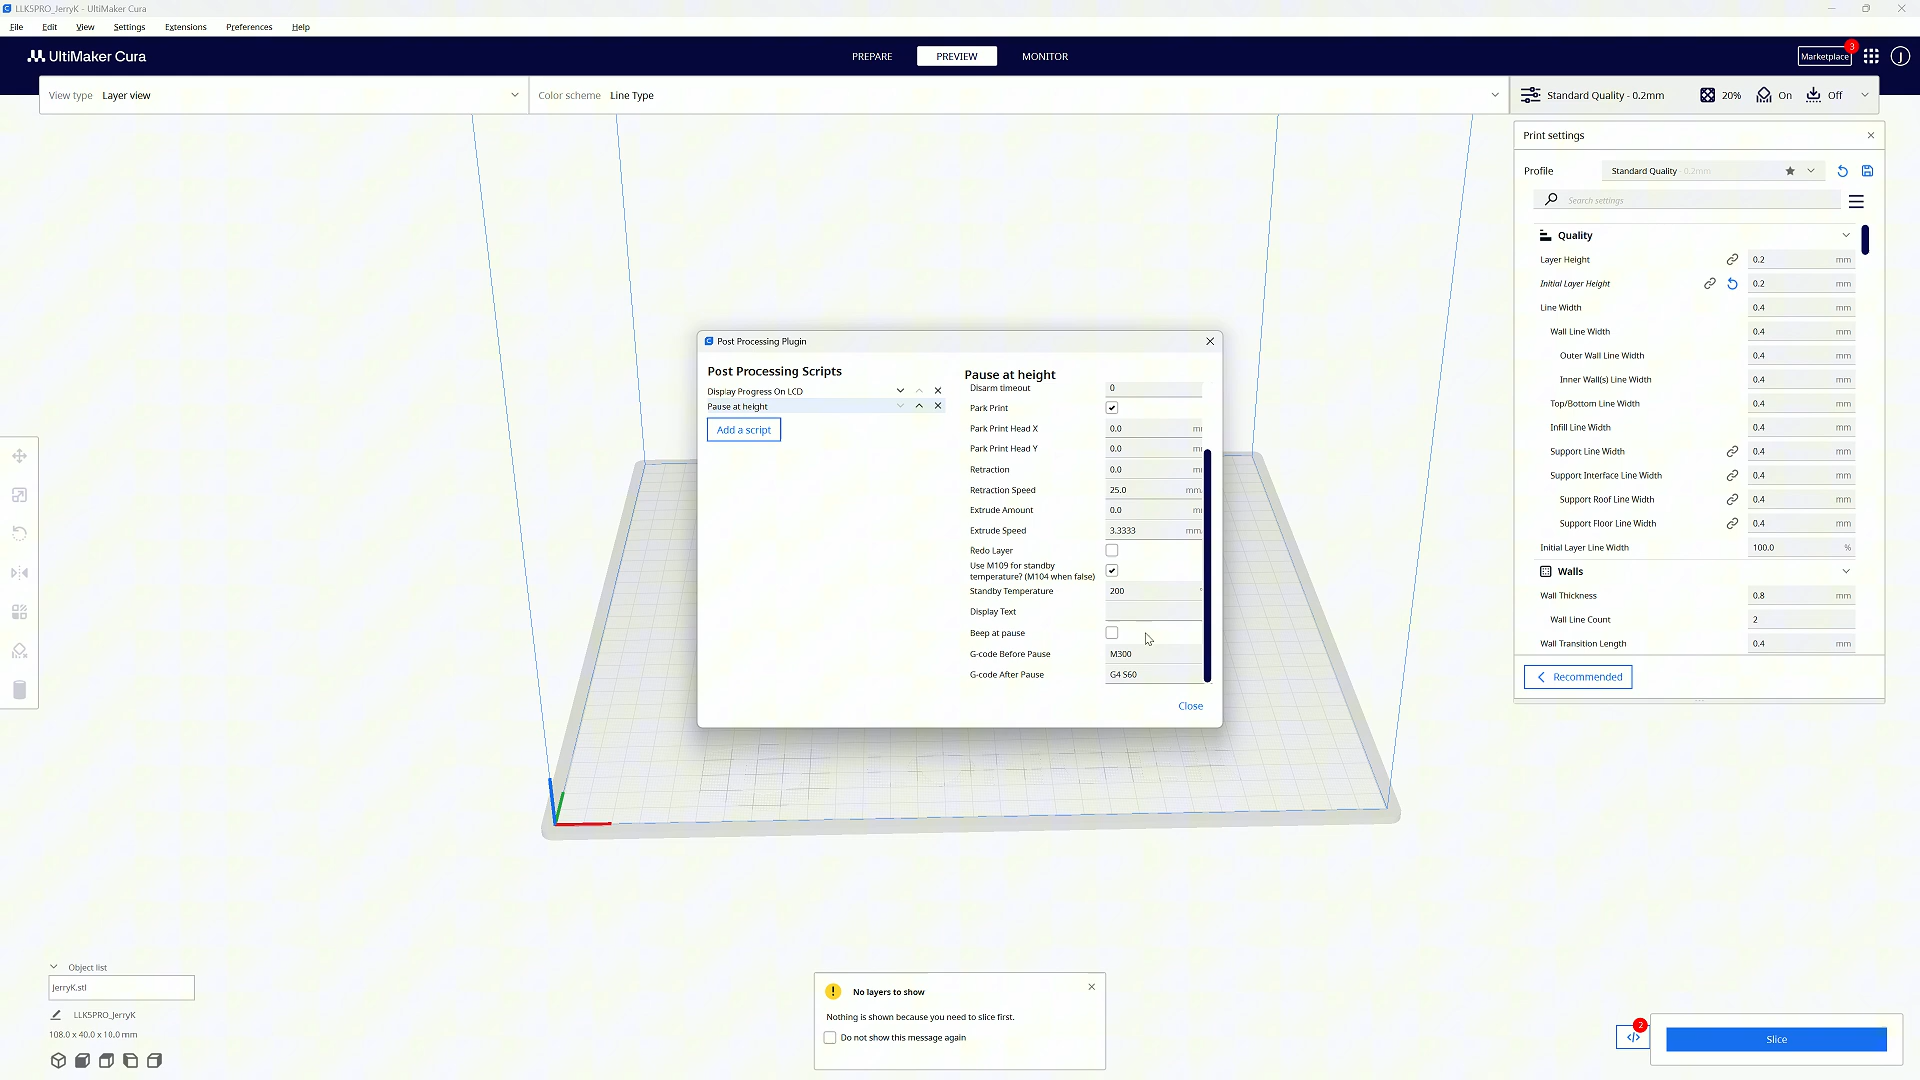 LLK5PRO_JerryK - UltiMaker Cura
File Edit View Settings Extensions Preferences Help
UltiMaker Cura
PREPARE PREVIEW MONITOR
Marketplace 3 J
View type Layer view
Color scheme Line Type
Standard Quality - 0.2mm 20% On Off
Print settings
Profile Standard Quality - 0.2mm
Search settings
Quality
Layer Height 0.2 mm
Initial Layer Height 0.2 mm
Line Width 0.4 mm
Wall Line Width 0.4 mm
Outer Wall Line Width 0.4 mm
Inner Wall(s) Line Width 0.4 mm
Top/Bottom Line Width 0.4 mm
Infill Line Width 0.4 mm
Support Line Width 0.4 mm
Support Interface Line Width 0.4 mm
Support Roof Line Width 0.4 mm
Support Floor Line Width 0.4 mm
Initial Layer Line Width 100.0 %
Walls
Wall Thickness 0.8 mm
Wall Line Count 2
Wall Transition Length 0.4 mm
Recommended
Post Processing Plugin
Post Processing Scripts
Display Progress On LCD
Pause at height
Add a script
Pause at height
Disarm timeout 0
Park Print
Park Print Head X 0.0
Park Print Head Y 0.0
Retraction 0.0
Retraction Speed 25.0 mm
Extrude Amount 0.0
Extrude Speed 3.3333 mm
Redo Layer
Use M109 for standby
temperature? (M104 when false)
Standby Temperature 200
Display Text
Beep at pause
G-code Before Pause M300
G-code After Pause G4 S60
Close
Object list
JerryK.stl
LLK5PRO_JerryK
108.0 x 40.0 x 10.0 mm
No layers to show
Nothing is shown because you need to slice first.
Do not show this message again
2
Slice